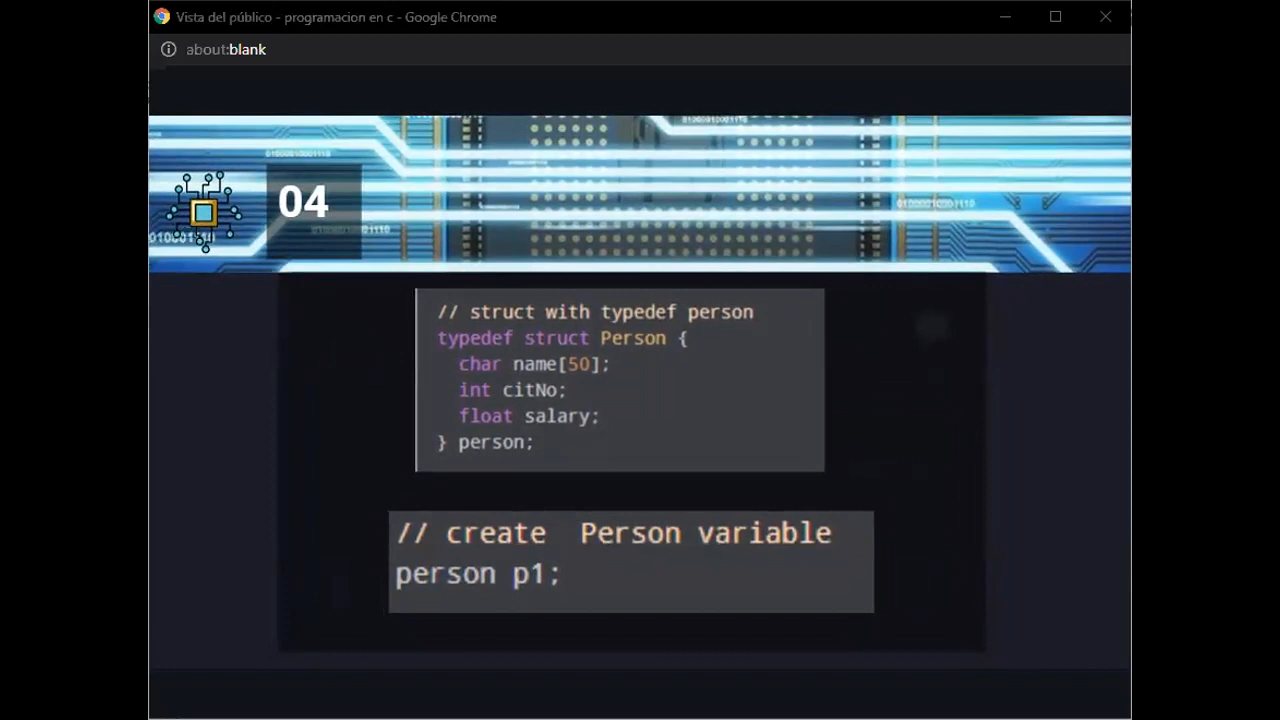 Vista del público - programacion en c - Google Chrome
about:blank
04
// struct with typedef person
typedef struct Person {
char name[50];
int citNo;
float salary;
} person;
// create Person variable
person p1;